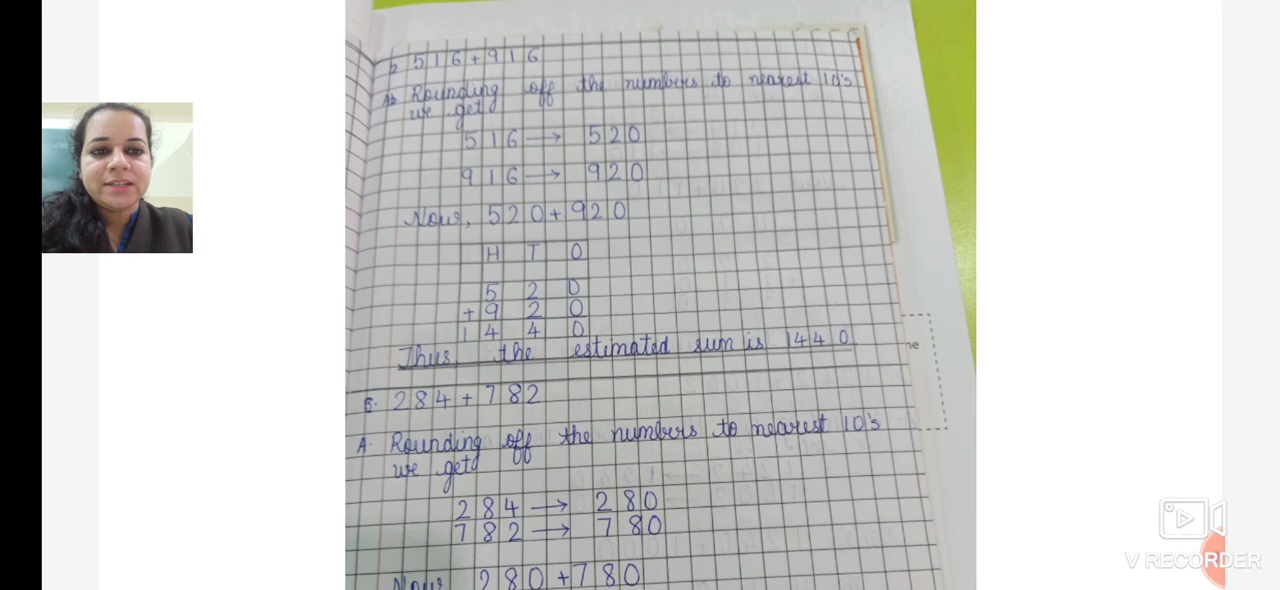 b 516+916
Ab Rounding off the numbers to nearest 10's
we get
516 → 520
916 → 920
Now, 520+920
H T O
5 2 0
+ 9 2 0
1 4 4 0
Thus, the estimated sum is 1440
6. 284+782
A. Rounding off the numbers to nearest 10's
we get
284 → 280
782 → 780
Now 280+780
ne
V RECORDER